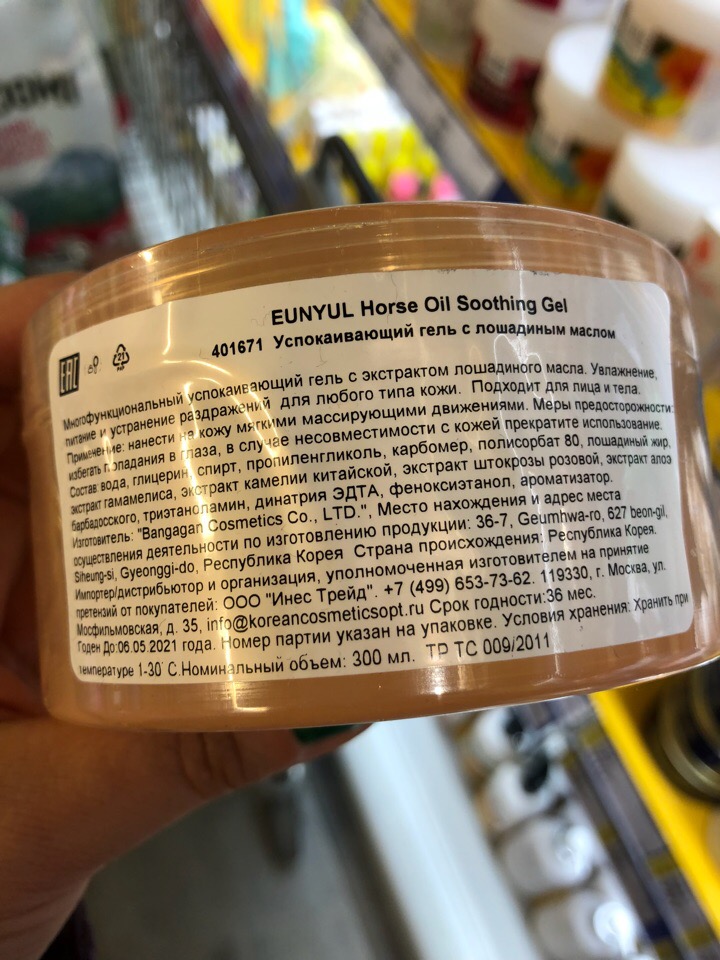 EUNYUL Horse Oil Soothing Gel
401671 Успокаивающий гель с лошадиным маслом
EAC
21
PAP
Многофункциональный успокаивающий гель с экстрактом лошадиного масла. Увлажнение,
питание и устранение раздражений для любого типа кожи. Подходит для лица и тела.
Применение: нанести на кожу мягкими массирующими движениями. Меры предосторожности:
избегать попадания в глаза, в случае несовместимости с кожей прекратите использование.
Состав вода, глицерин, спирт, пропиленгликоль, карбомер, полисорбат 80, лошадиный жир,
экстракт гамамелиса, экстракт камелии китайской, экстракт штокрозы розовой, экстракт алоэ
барбадосского, триэтаноламин, динатрия ЭДТА, феноксиэтанол, ароматизатор.
Изготовитель: "Bangagan Cosmetics Co., LTD.", Место нахождения и адрес места
осуществления деятельности по изготовлению продукции: 36-7, Geumhwa-ro, 627 beon-gil,
Siheung-si, Gyeonggi-do, Республика Корея Страна происхождения: Республика Корея.
Импортер/дистрибьютор и организация, уполномоченная изготовителем на принятие
претензий от покупателей: ООО "Инес Трейд". +7 (499) 653-73-62. 119330, г. Москва, ул.
Мосфильмовская, д. 35, info@koreancosmeticsopt.ru Срок годности:36 мес.
Годен До:06.05.2021 года. Номер партии указан на упаковке. Условия хранения: Хранить при
температуре 1-30 С.Номинальный объем: 300 мл. ТР ТС 009/2011